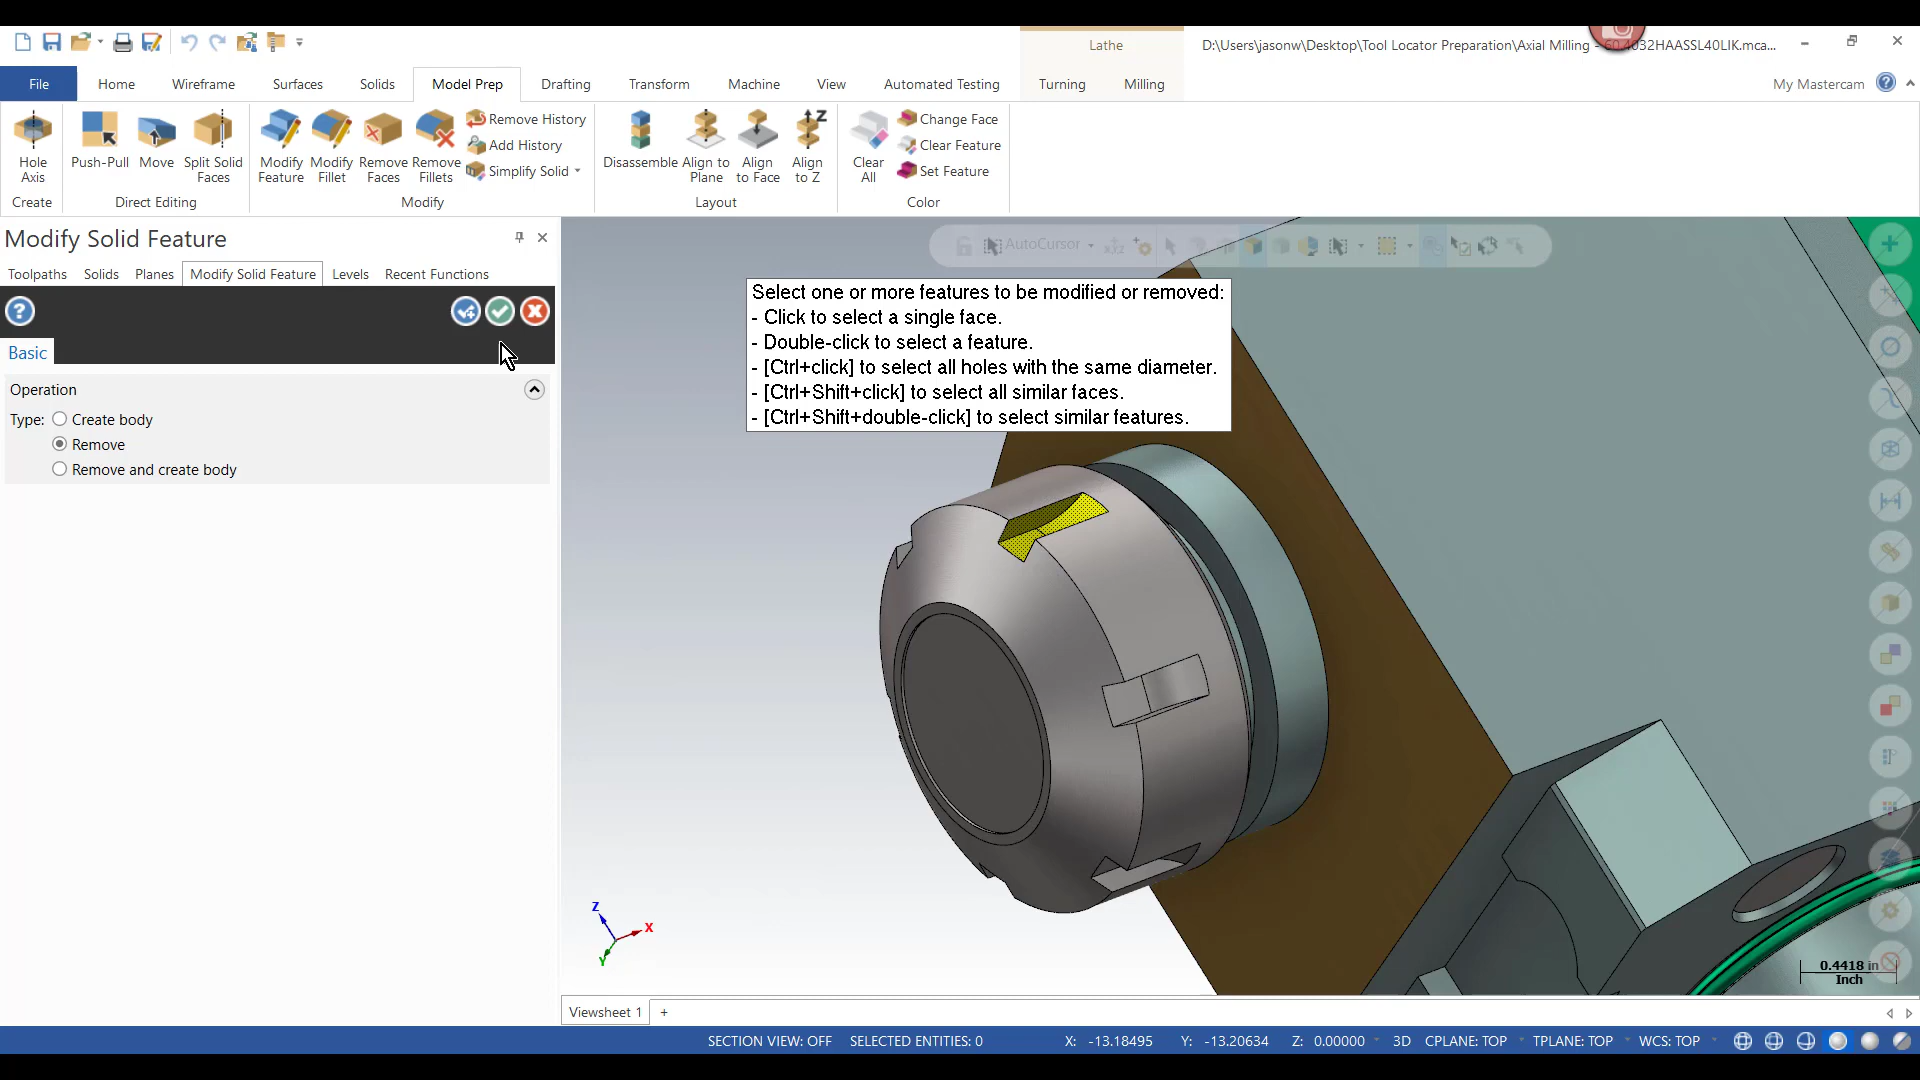 Lathe
D:\Users\jasonw\Desktop\Tool Locator Preparation\Axial Milling - 60.4032HAASSL40LIK.mca...
File
Home
Wireframe
Surfaces
Solids
Model Prep
Drafting
Transform
Machine
View
Automated Testing
Turning
Milling
My Mastercam
Hole Axis
Push-Pull
Move
Split Solid Faces
Modify Feature
Modify Fillet
Remove Faces
Remove Fillets
Remove History
Add History
Simplify Solid
Disassemble
Align to Plane
Align to Face
Align to Z
Clear All
Change Face
Clear Feature
Set Feature
Create
Direct Editing
Modify
Layout
Color
Modify Solid Feature
Toolpaths
Solids
Planes
Modify Solid Feature
Levels
Recent Functions
Basic
Operation
Type:
Create body
Remove
Remove and create body
AutoCursor
Select one or more features to be modified or removed:
- Click to select a single face.
- Double-click to select a feature.
- [Ctrl+click] to select all holes with the same diameter.
- [Ctrl+Shift+click] to select all similar faces.
- [Ctrl+Shift+double-click] to select similar features.
Z
X
Y
0.4418 in
Inch
Viewsheet 1
+
SECTION VIEW: OFF
SELECTED ENTITIES: 0
X: -13.18495
Y: -13.20634
Z: 0.00000
3D
CPLANE: TOP
TPLANE: TOP
WCS: TOP